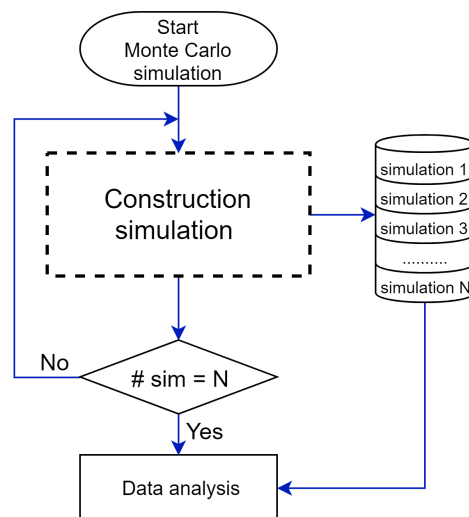 Start
Monte Carlo
simulation
Construction
simulation
simulation 1
simulation 2
simulation 3
..........
simulation N
No
# sim = N
Yes
Data analysis